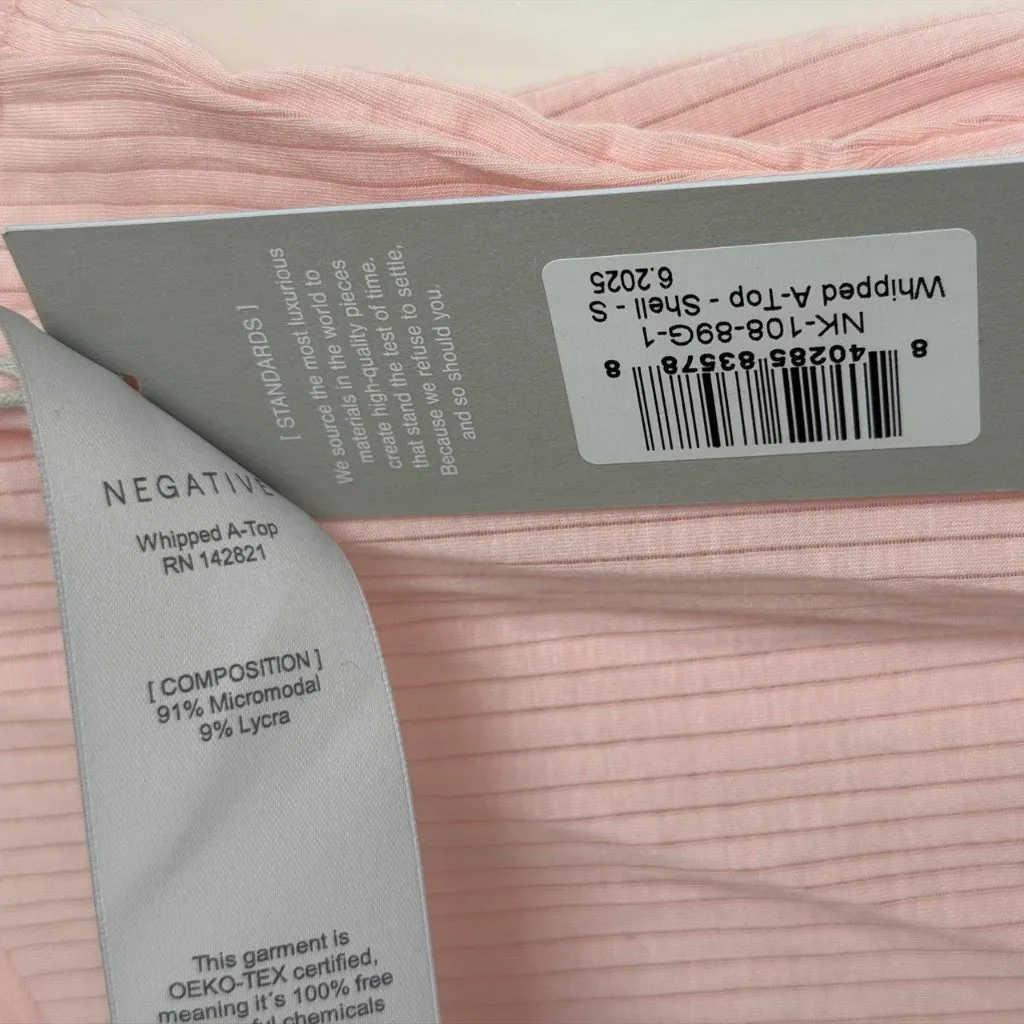 [ STANDARDS ]
We source the most luxurious
materials in the world to
create high-quality pieces
that stand the test of time.
Because we refuse to settle,
and so should you.
Whipped A-Top - Shell - S
6.2025
NK-108-89G-1
8 40285 83578 8
NEGATIVE
Whipped A-Top
RN 142821
[ COMPOSITION ]
91% Micromodal
9% Lycra
This garment is
OEKO-TEX certified,
meaning it's 100% free
chemicals